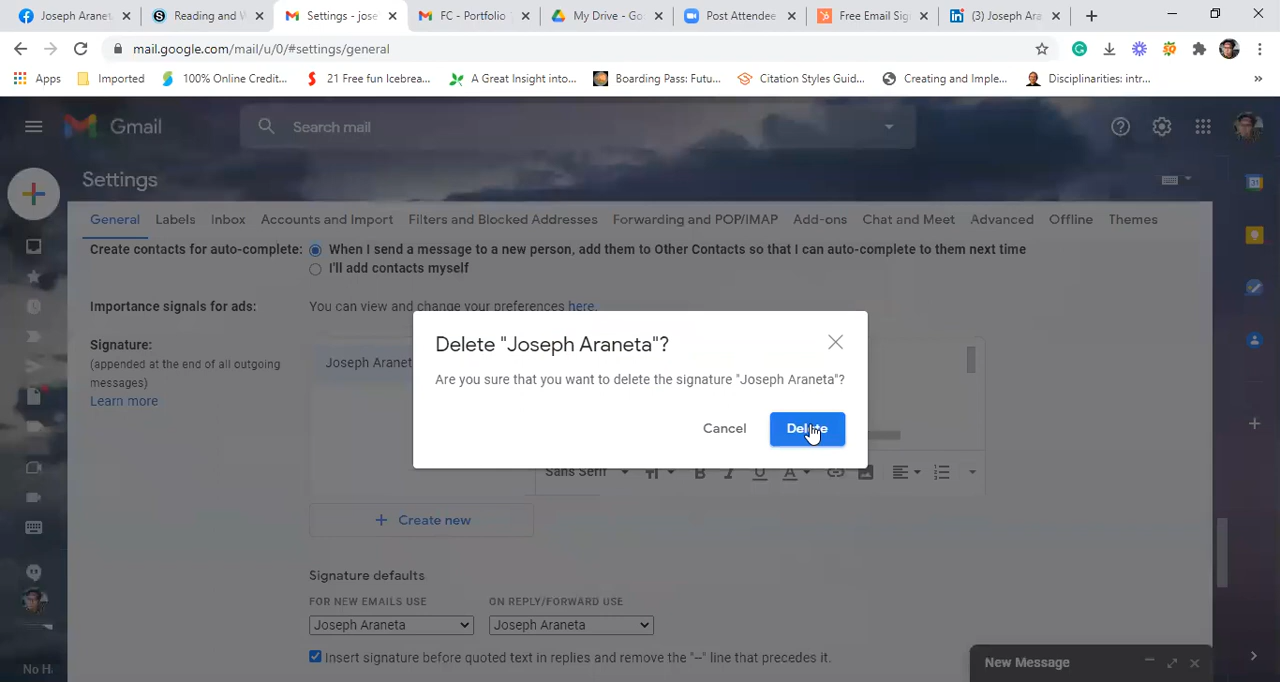 Joseph Arane
Reading and W
Settings - jose
FC - Portfolio
My Drive - Go
Post Attendee
Free Email Sig
(3) Joseph Ara
mail.google.com/mail/u/0/#settings/general
Apps
Imported
100% Online Credit...
21 Free fun Icebrea...
A Great Insight into...
Boarding Pass: Futu...
Citation Styles Guid...
Creating and Imple...
Disciplinarities: intr...
Gmail
Search mail
Settings
General
Labels
Inbox
Accounts and Import
Filters and Blocked Addresses
Forwarding and POP/IMAP
Add-ons
Chat and Meet
Advanced
Offline
Themes
Create contacts for auto-complete:
When I send a message to a new person, add them to Other Contacts so that I can auto-complete to them next time
I'll add contacts myself
Importance signals for ads:
You can view and change your preferences here.
Signature:
(appended at the end of all outgoing
messages)
Learn more
Joseph Aranet
Delete "Joseph Araneta"?
Are you sure that you want to delete the signature "Joseph Araneta"?
Cancel
Delete
Sans Serif
+ Create new
Signature defaults
FOR NEW EMAILS USE
ON REPLY/FORWARD USE
Joseph Araneta
Joseph Araneta
Insert signature before quoted text in replies and remove the "--" line that precedes it.
New Message
No H